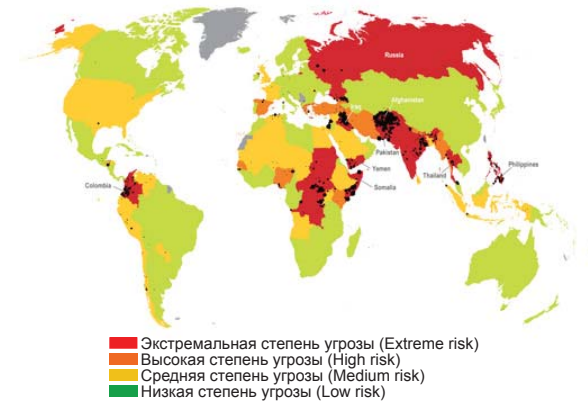 Russia
Afghanistan
Iraq
Pakistan
Yemen
Thailand
Philippines
Somalia
Colombia
Экстремальная степень угрозы (Extreme risk)
Высокая степень угрозы (High risk)
Средняя степень угрозы (Medium risk)
Низкая степень угрозы (Low risk)